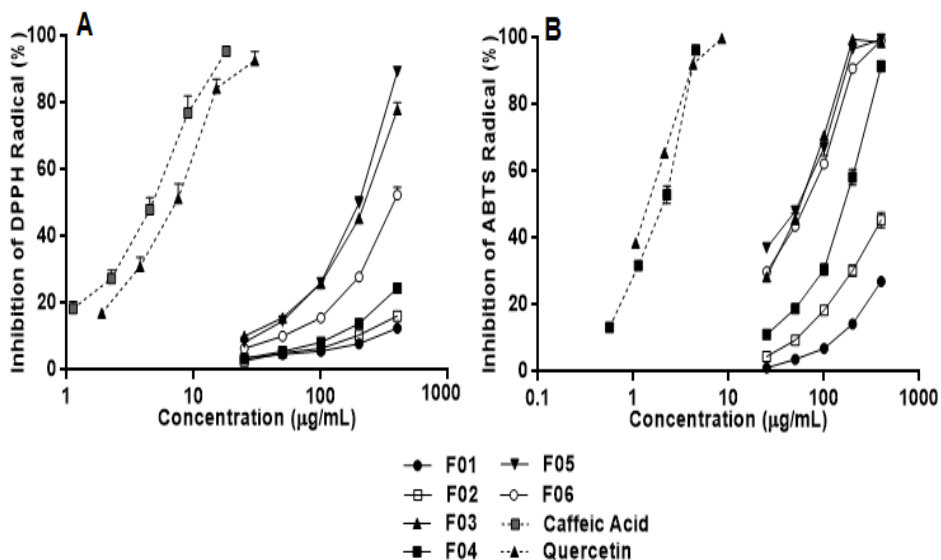 A
Inhibition of DPPH Radical (%)
100
80
60
40
20
0
1 10 100 1000
Concentration (µg/mL)
B
Inhibition of ABTS Radical (%)
100
80
60
40
20
0
0.1 1 10 100 1000
Concentration (µg/mL)
F01 F05
F02 F06
F03 Caffeic Acid
F04 Quercetin